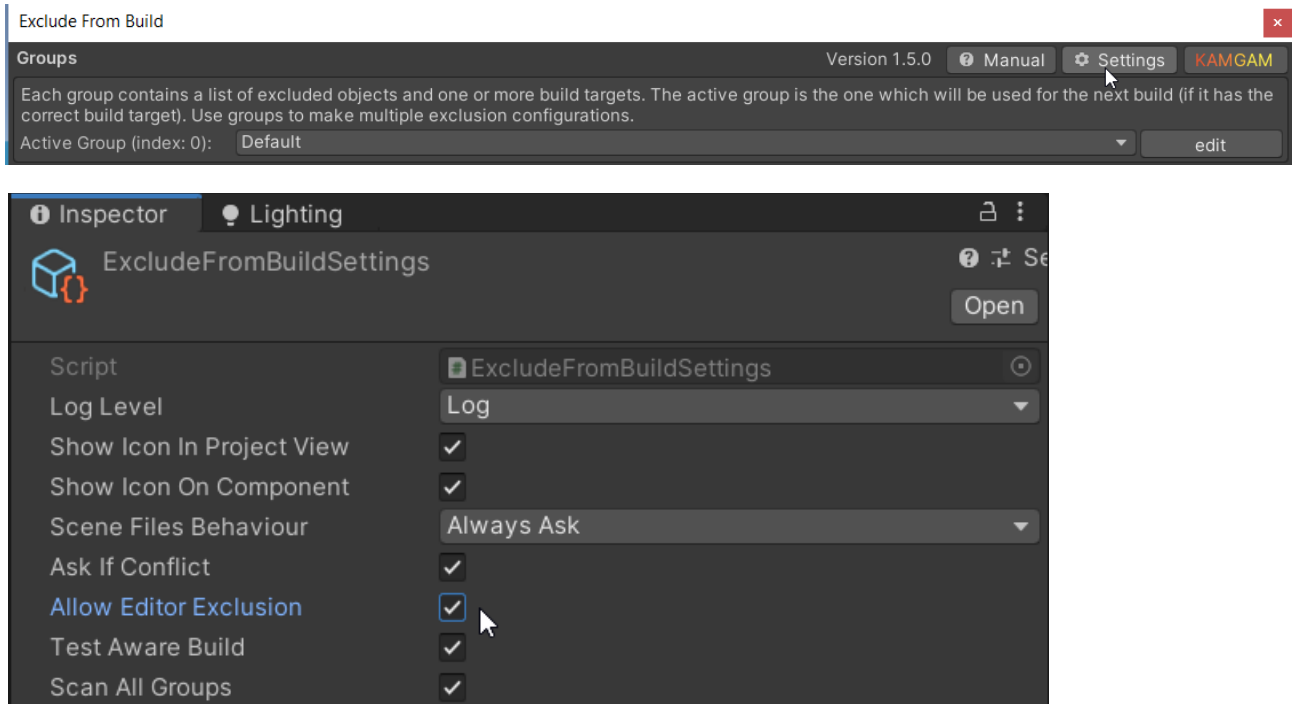 Exclude From Build
Groups Version 1.5.0 Manual Settings KAMGAM
Each group contains a list of excluded objects and one or more build targets. The active group is the one which will be used for the next build (if it has the
correct build target). Use groups to make multiple exclusion configurations.
Active Group (index: 0): Default edit
Inspector Lighting
ExcludeFromBuildSettings
Open
Script ExcludeFromBuildSettings
Log Level Log
Show Icon In Project View
Show Icon On Component
Scene Files Behaviour Always Ask
Ask If Conflict
Allow Editor Exclusion
Test Aware Build
Scan All Groups